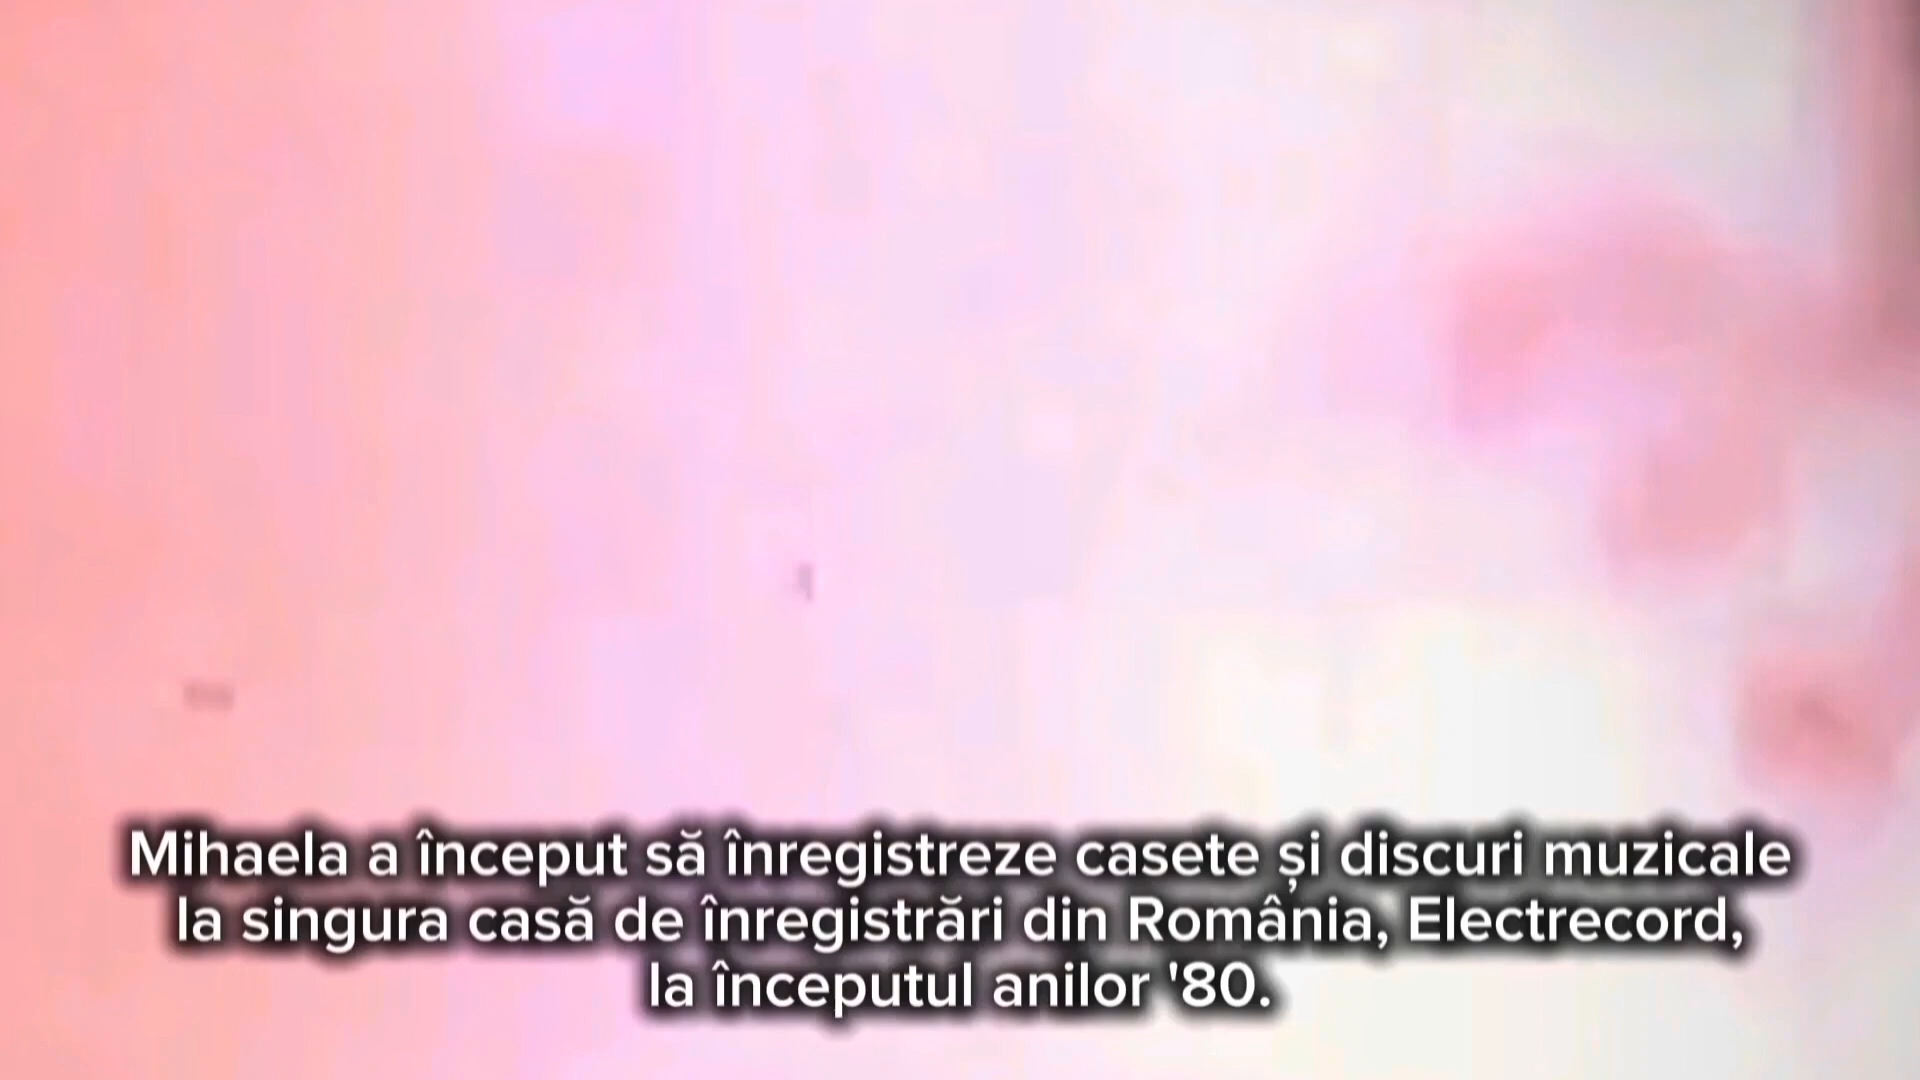 Mihaela a început să înregistreze casete și discuri muzicale
la singura casă de înregistrări din România, Electrecord,
la începutul anilor '80.